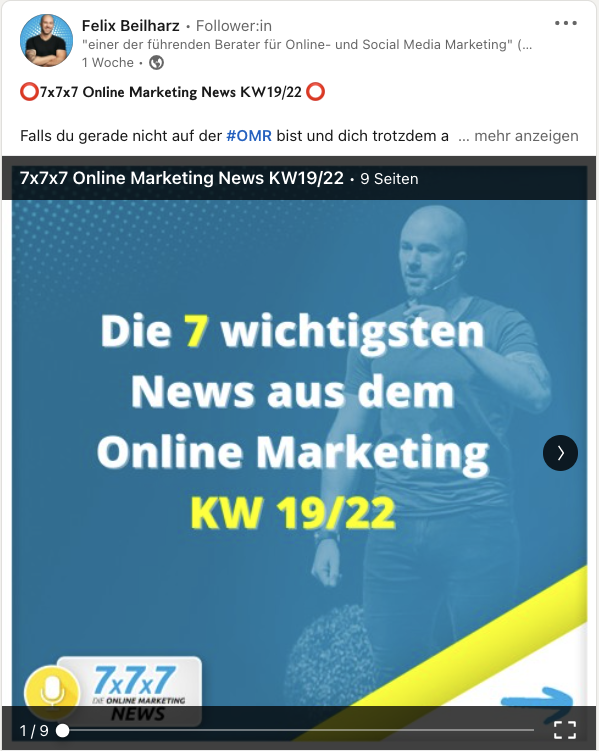 Felix Beilharz • Follower:in
"einer der führenden Berater für Online- und Social Media Marketing" (...
1 Woche •
⭕7x7x7 Online Marketing News KW19/22 ⭕
Falls du gerade nicht auf der #OMR bist und dich trotzdem a ... mehr anzeigen
7x7x7 Online Marketing News KW19/22 • 9 Seiten
Die 7 wichtigsten
News aus dem
Online Marketing
KW 19/22
7x7x7
DIE ONLINE MARKETING
NEWS
1 / 9